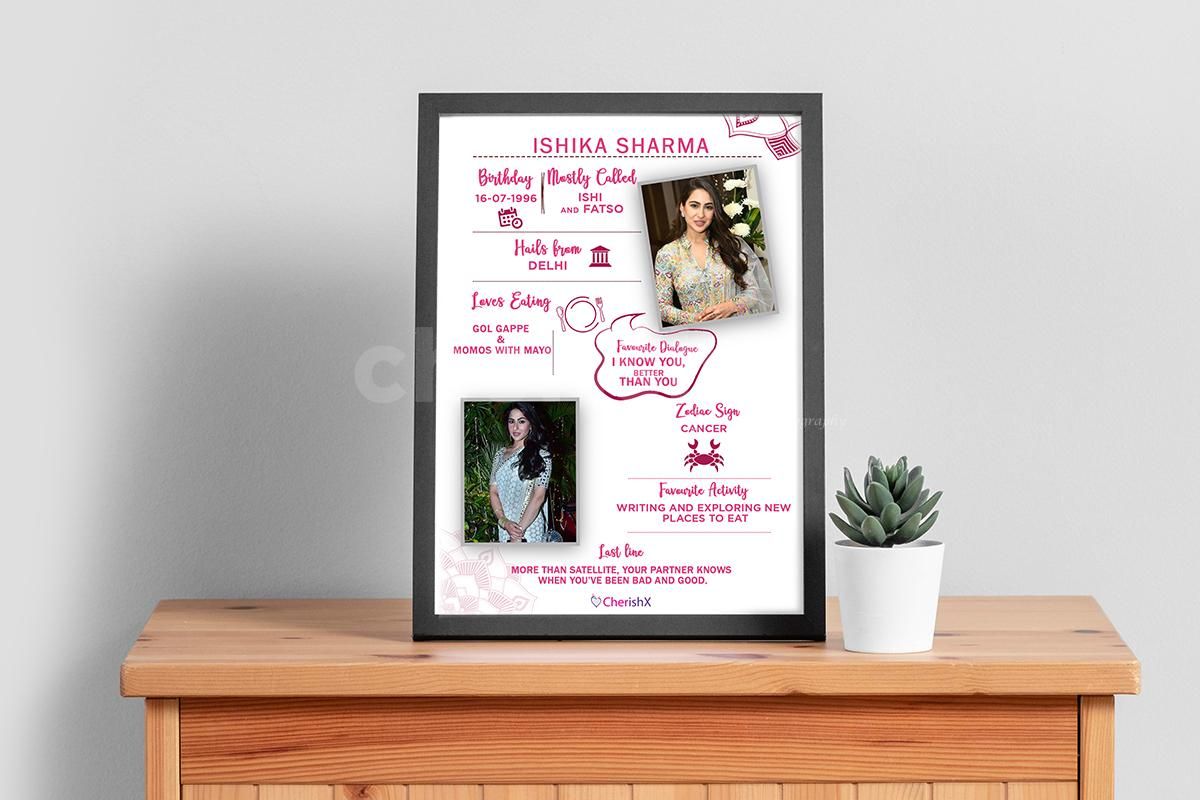 ISHIKA SHARMA
Birthday
16-07-1996
Mostly Called
ISHI
AND FATSO
Hails from
DELHI
Loves Eating
GOL GAPPE
&
MOMOS WITH MAYO
Favourite Dialogue
I KNOW YOU,
BETTER
THAN YOU
Zodiac Sign
CANCER
Favourite Activity
WRITING AND EXPLORING NEW
PLACES TO EAT
Last line
MORE THAN SATELLITE, YOUR PARTNER KNOWS
WHEN YOU'VE BEEN BAD AND GOOD.
CherishX